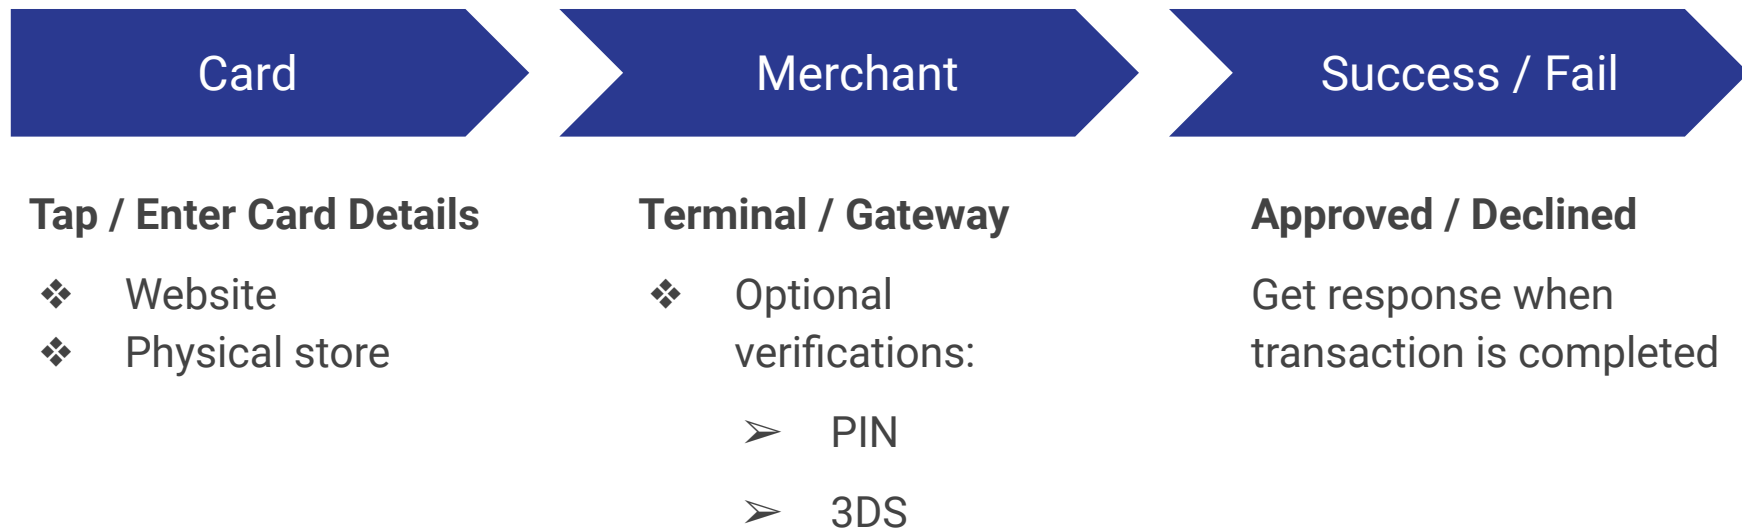 Card
Merchant
Success / Fail
Tap / Enter Card Details
❖ Website
❖ Physical store
Terminal / Gateway
❖ Optional
verifications:
➢ PIN
➢ 3DS
Approved / Declined
Get response when
transaction is completed